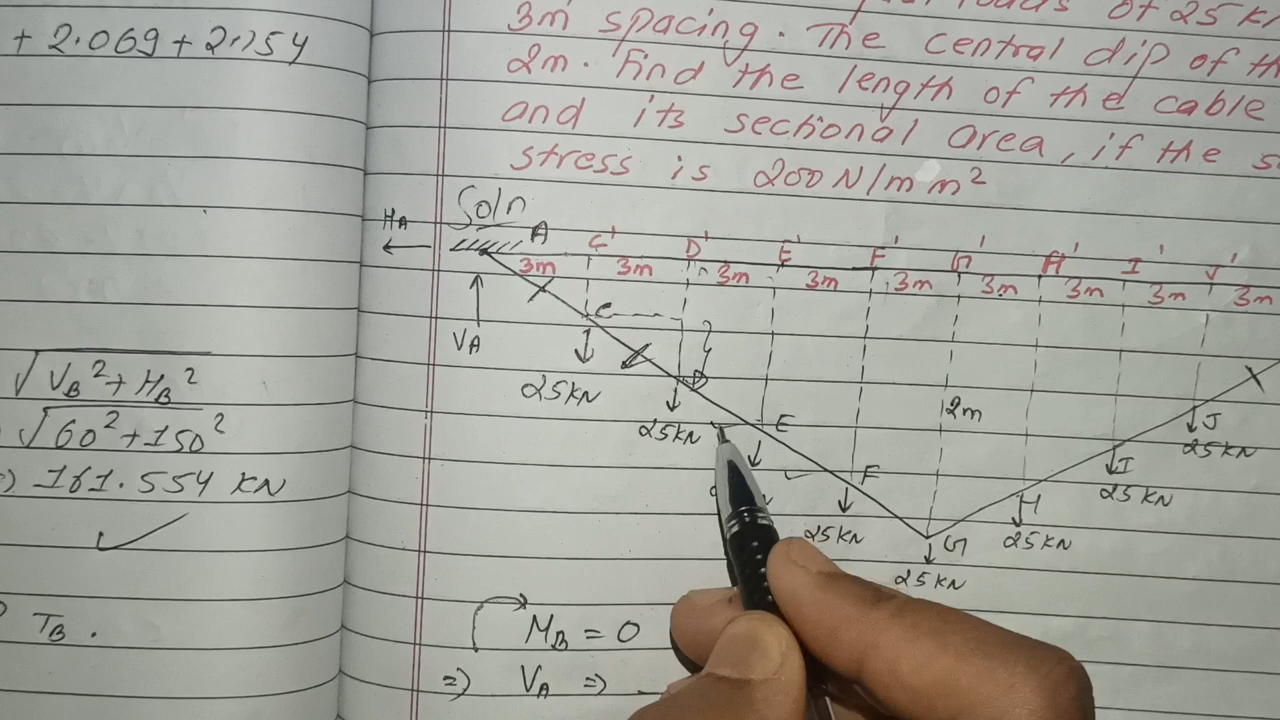 + 2.069 + 2.254
√VB² + HB²
√60² + 150²
161.554 KN
TB.
of 25 k
3m spacing. The central dip of th
2m. Find the length of the cable
and its sectional area, if the s
stress is 200 N/mm²
Soln
HA
A C' D' E' F' G' H' I' J'
3m 3m 3m 3m 3m 3m 3m 3m 3m
VA
C
25KN
D
25KN
E
2m
F
25KN
G
25KN
H
25KN
I
25KN
J
25KN
MB = 0
=> VA =>